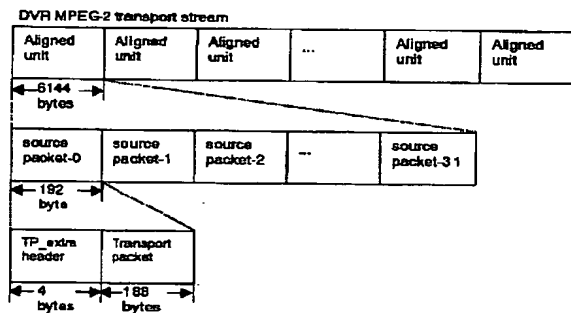 DVR MPEG-2 transport stream
Aligned unit
Aligned unit
Aligned unit
...
Aligned unit
Aligned unit
6144 bytes
source packet-0
source packet-1
source packet-2
...
source packet-31
192 byte
TP_extra header
Transport packet
4 bytes
188 bytes